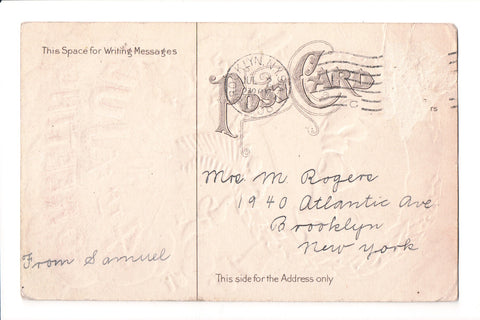 This Space for Writing Messages
BROOKLYN, N.Y.
POST CARD
Mrs. M. Rogers
1940 Atlantic Ave
Brooklyn
New York
From Samuel
This side for the Address only